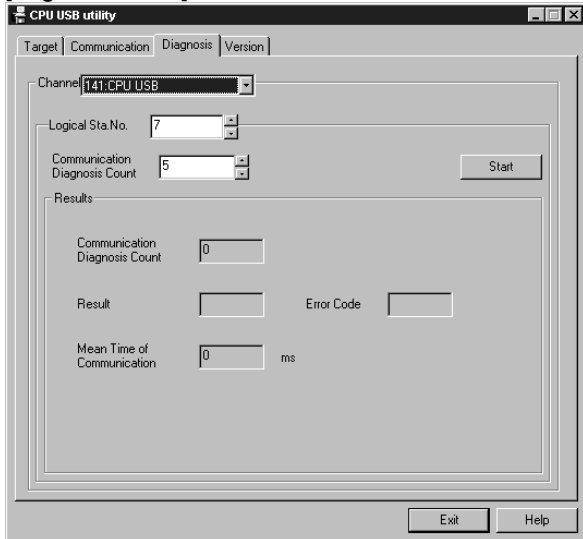 CPU USB utility
Target Communication Diagnosis Version
Channel 141:CPU USB
Logical Sta.No. 7
Communication
Diagnosis Count 5 Start
Results
Communication
Diagnosis Count 0
Result Error Code
Mean Time of
Communication 0 ms
Exit Help